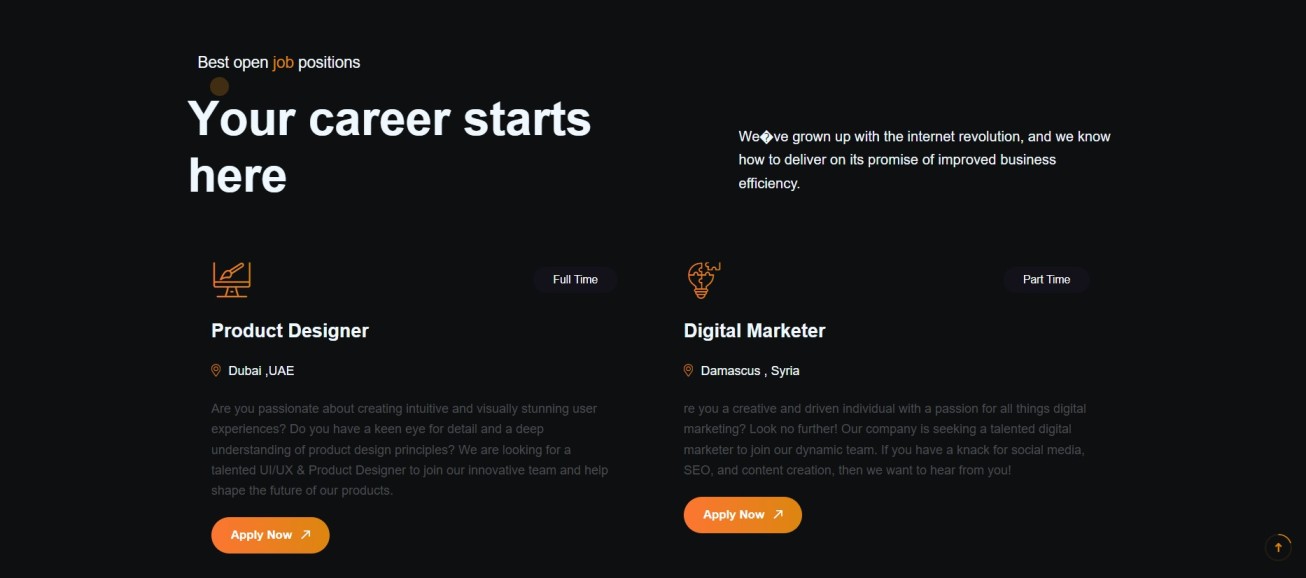 Best open job positions
Your career starts
here
We�ve grown up with the internet revolution, and we know
how to deliver on its promise of improved business
efficiency.
Full Time
Product Designer
Dubai ,UAE
Are you passionate about creating intuitive and visually stunning user
experiences? Do you have a keen eye for detail and a deep
understanding of product design principles? We are looking for a
talented UI/UX & Product Designer to join our innovative team and help
shape the future of our products.
Apply Now
Part Time
Digital Marketer
Damascus , Syria
re you a creative and driven individual with a passion for all things digital
marketing? Look no further! Our company is seeking a talented digital
marketer to join our dynamic team. If you have a knack for social media,
SEO, and content creation, then we want to hear from you!
Apply Now